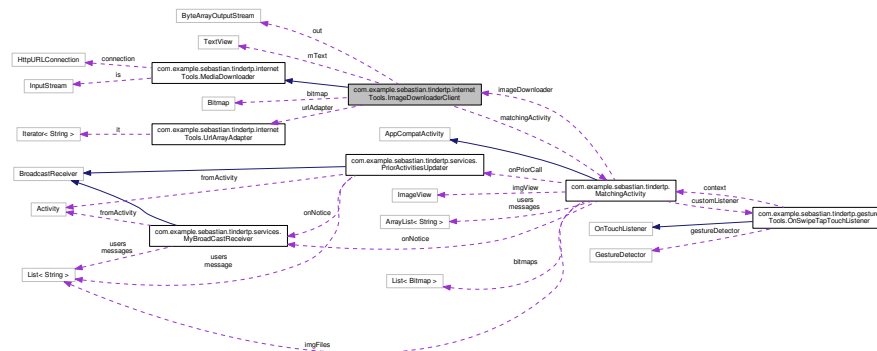 ByteArrayOutputStream
out
TextView
mText
HttpURLConnection
connection
com.example.sebastian.tindertp.internet
Tools.MediaDownloader
is
InputStream
com.example.sebastian.tindertp.internet
Tools.ImageDownloaderClient
imageDownloader
bitmap
Bitmap
urlAdapter
matchingActivity
Iterator< String >
it
com.example.sebastian.tindertp.internet
Tools.UrlArrayAdapter
AppCompatActivity
com.example.sebastian.tindertp.services.
PriorActivitiesUpdater
onPriorCall
BroadcastReceiver
fromActivity
ImageView
imgView
com.example.sebastian.tindertp.
MatchingActivity
context
customListener
users
messages
Activity
fromActivity
onNotice
ArrayList< String >
com.example.sebastian.tindertp.gesture
Tools.OnSwipeTapTouchListener
com.example.sebastian.tindertp.services.
MyBroadCastReceiver
onNotice
OnTouchListener
gestureDetector
GestureDetector
users
messages
users
message
bitmaps
List< String >
List< Bitmap >
imgFiles